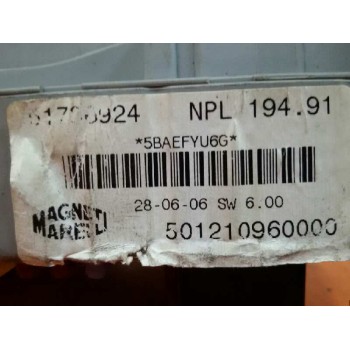 NPL 194.91
*5BAEFYU6G*
28-06-06 SW 6.00
MAGNETI
MARELLI
501210960000